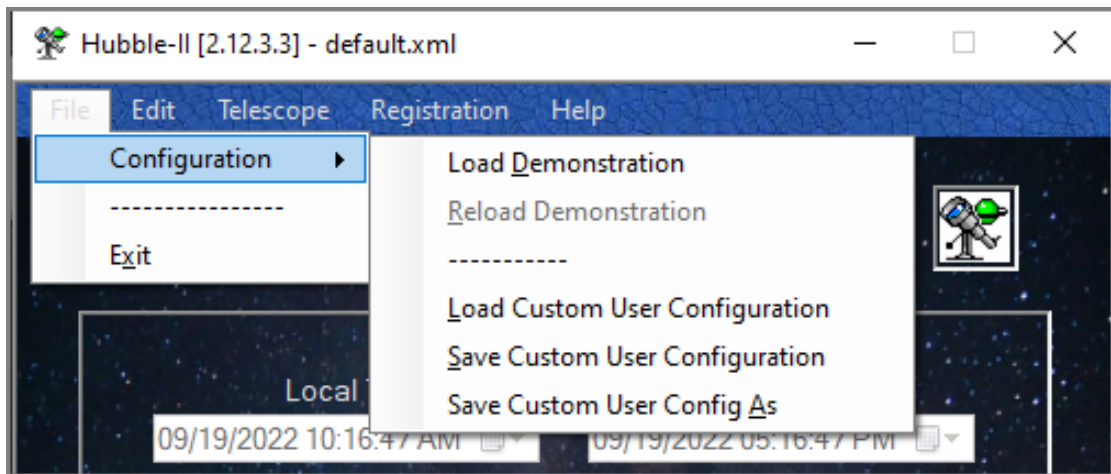 Hubble-II [2.12.3.3] - default.xml
File Edit Telescope Registration Help
Configuration
----------------
Exit
Load Demonstration
Reload Demonstration
-----------
Load Custom User Configuration
Save Custom User Configuration
Save Custom User Config As
Local
09/19/2022 10:16:47 AM 09/19/2022 05:16:47 PM